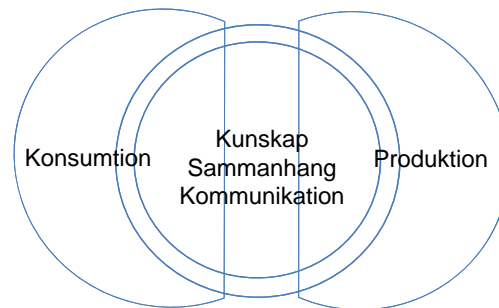 Konsumtion
Kunskap
Sammanhang
Kommunikation
Produktion